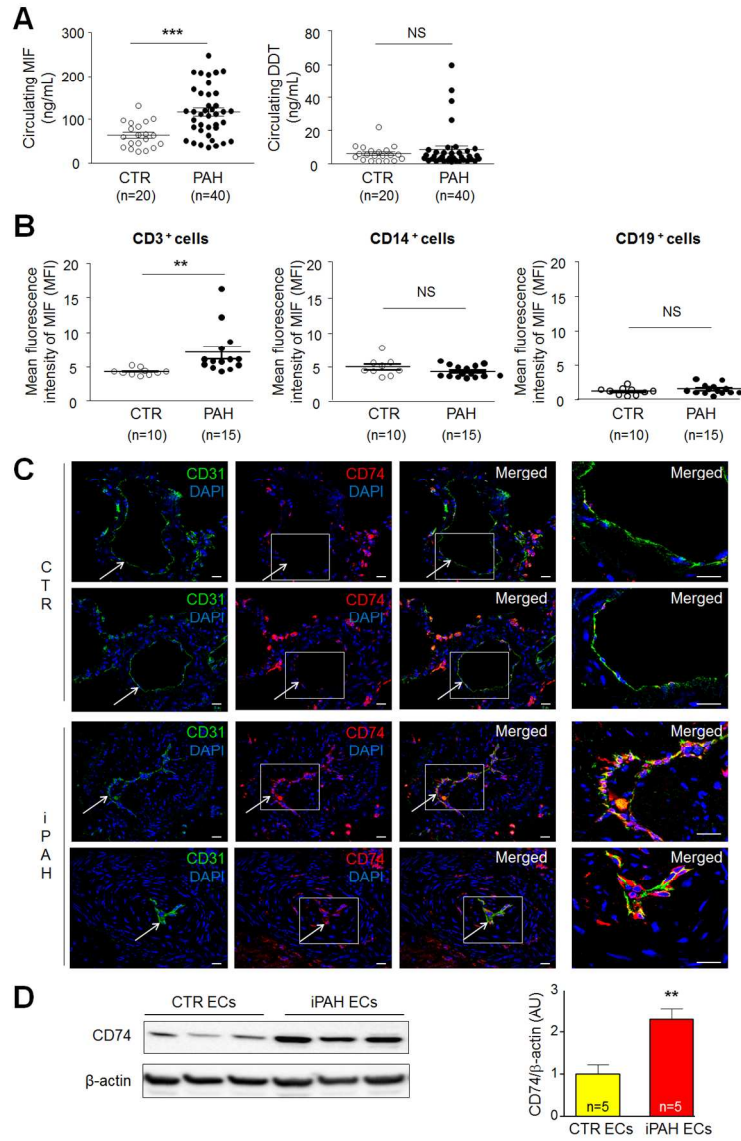 A
***
300
200
100
0
Circulating MIF
(ng/mL)
CTR
PAH
(n=20)
(n=40)
NS
80
60
40
20
0
Circulating DDT
(ng/mL)
CTR
PAH
(n=20)
(n=40)
B
CD3+ cells
**
20
15
10
5
0
Mean fluorescence
intensity of MIF (MFI)
CTR
PAH
(n=10)
(n=15)
CD14+ cells
NS
20
15
10
5
0
Mean fluorescence
intensity of MIF (MFI)
CTR
PAH
(n=10)
(n=15)
CD19+ cells
NS
20
15
10
5
0
Mean fluorescence
intensity of MIF (MFI)
CTR
PAH
(n=10)
(n=15)
C
CTR
CD31
DAPI
CD74
DAPI
Merged
Merged
CD31
DAPI
CD74
DAPI
Merged
Merged
iPAH
CD31
DAPI
CD74
DAPI
Merged
Merged
CD31
DAPI
CD74
DAPI
Merged
Merged
D
CTR ECs
iPAH ECs
CD74
β-actin
CD74/β-actin (AU)
3
2
1
0
**
n=5
n=5
CTR ECs
iPAH ECs